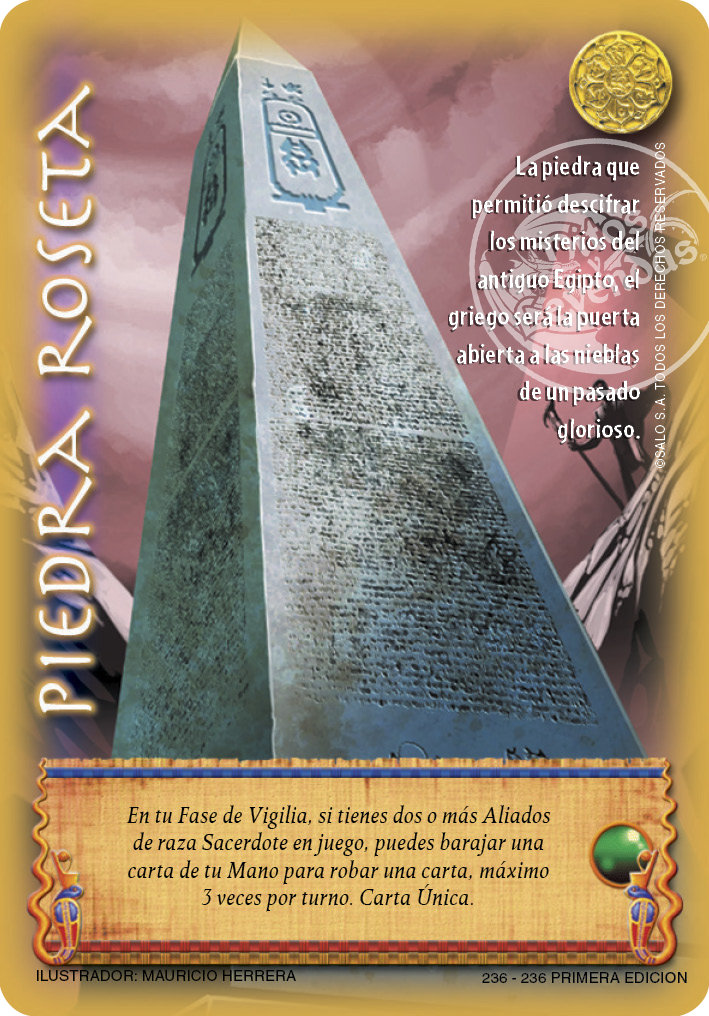 PIEDRA ROSETA
La piedra que
permitió descifrar
los misterios del
antiguo Egipto, el
griego será la puerta
abierta a las nieblas
de un pasado
glorioso.
©SALO S.A. TODOS LOS DERECHOS RESERVADOS
En tu Fase de Vigilia, si tienes dos o más Aliados
de raza Sacerdote en juego, puedes barajar una
carta de tu Mano para robar una carta, máximo
3 veces por turno. Carta Única.
ILUSTRADOR: MAURICIO HERRERA
236 - 236 PRIMERA EDICION